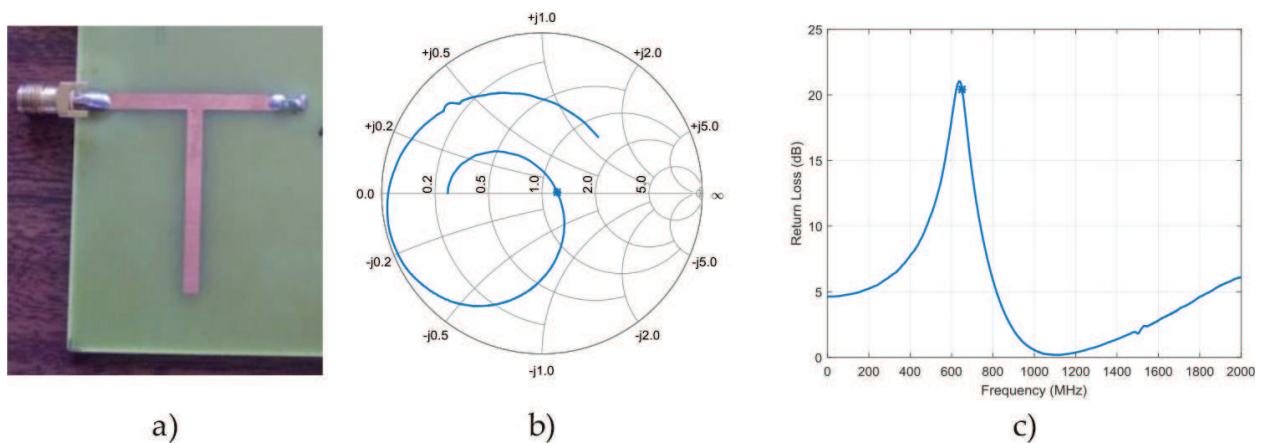 +j1.0
+j0.5
+j2.0
+j0.2
+j5.0
0.0
0.2
0.5
1.0
2.0
5.0
∞
-j0.2
-j5.0
-j0.5
-j2.0
-j1.0
25
20
15
10
5
0
Return Loss (dB)
0 200 400 600 800 1000 1200 1400 1600 1800 2000
Frequency (MHz)
a) b) c)